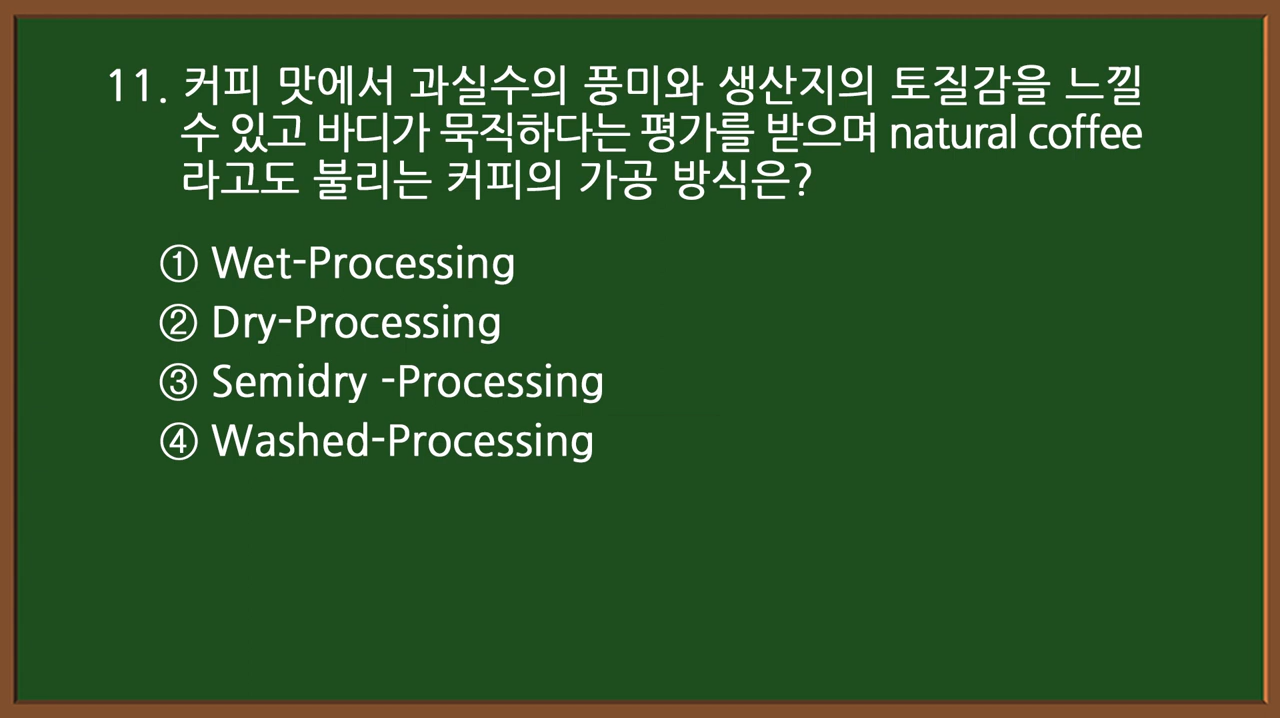 11. 커피 맛에서 과실수의 풍미와 생산지의 토질감을 느낄
수 있고 바디가 묵직하다는 평가를 받으며 natural coffee
라고도 불리는 커피의 가공 방식은?
① Wet-Processing
② Dry-Processing
③ Semidry -Processing
④ Washed-Processing